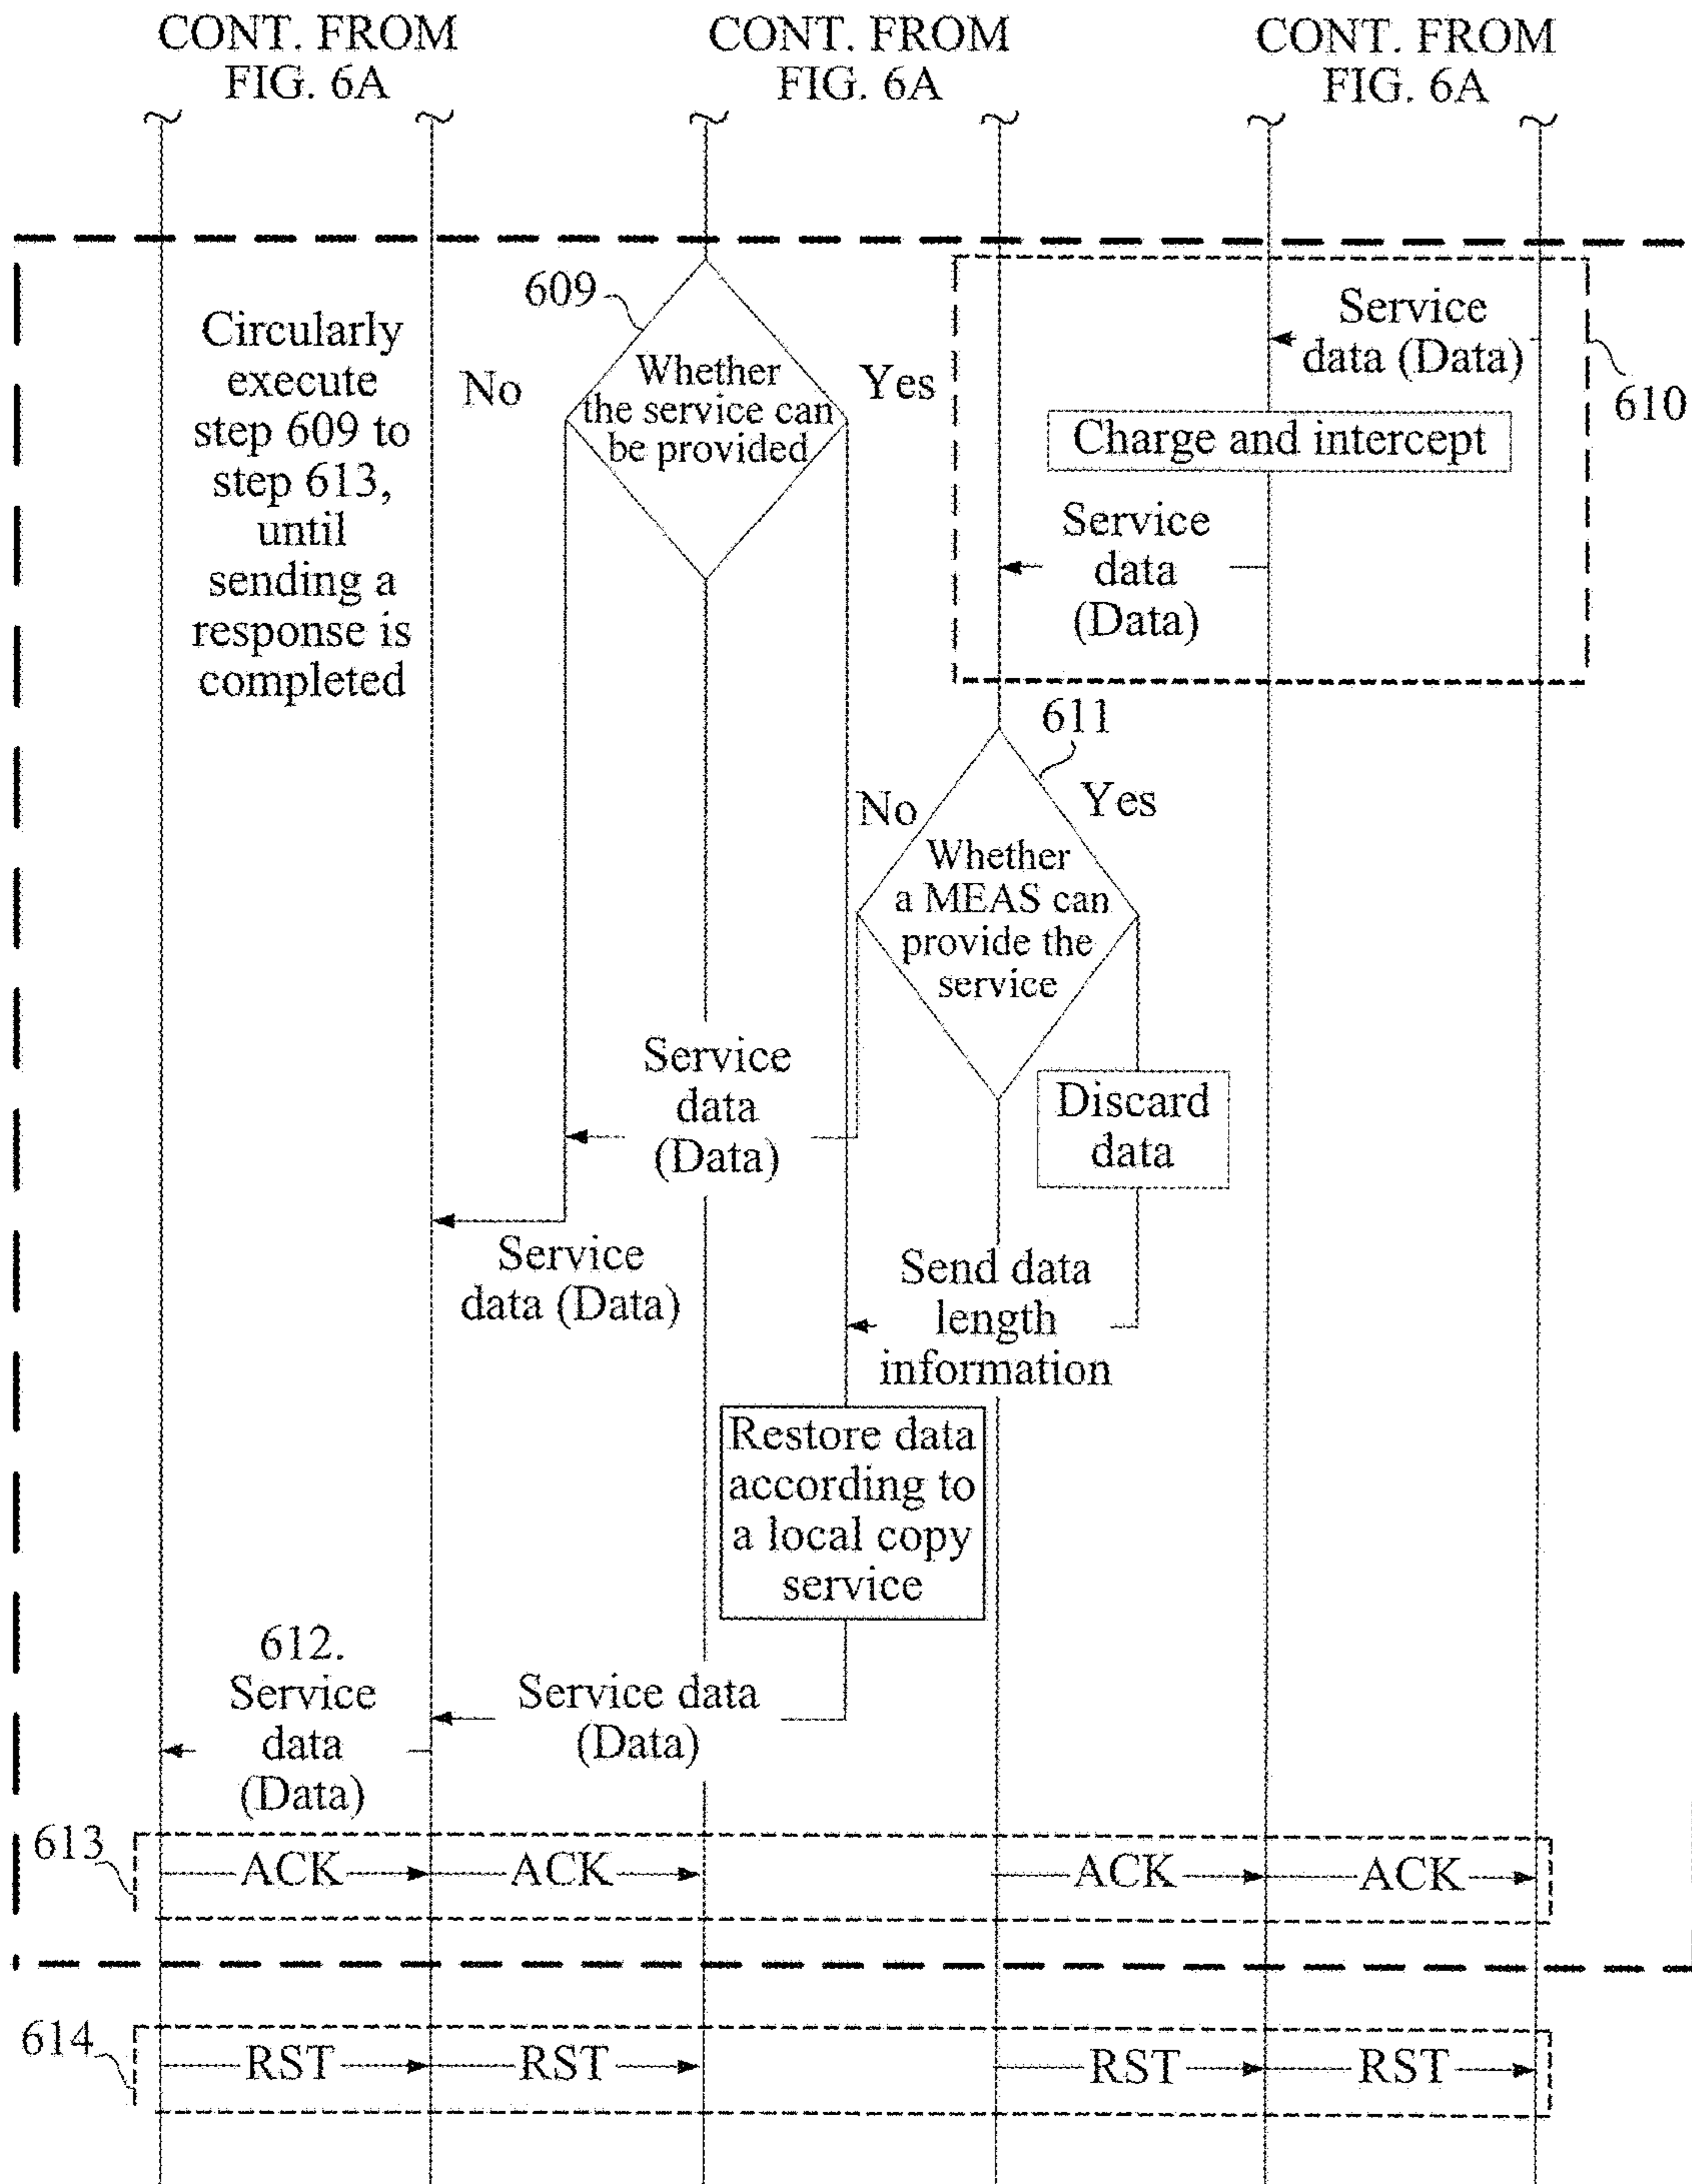 CONT. FROM
FIG. 6A
CONT. FROM
FIG. 6A
CONT. FROM
FIG. 6A
Circularly
execute
step 609 to
step 613,
until
sending a
response is
completed
609
No
Whether
the service can
be provided
Yes
Service
data (Data)
610
Charge and intercept
Service
data
(Data)
611
No
Yes
Whether
a MEAS can
provide the
service
Service
data
(Data)
Discard
data
Service
data (Data)
Send data
length
information
Restore data
according to
a local copy
service
612.
Service
data
(Data)
Service data
(Data)
613
ACK
ACK
ACK
ACK
614
RST
RST
RST
RST